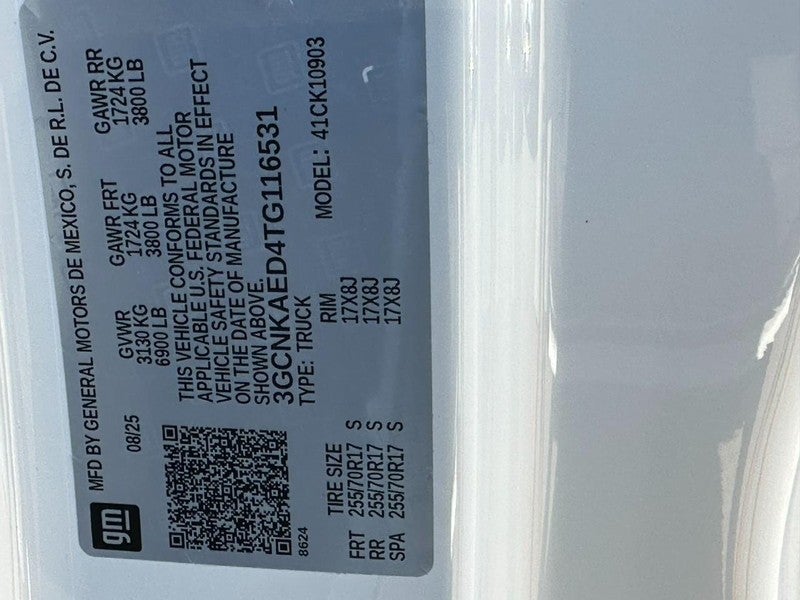 gm
MFD BY GENERAL MOTORS DE MEXICO, S. DE R.L. DE C.V.
08/25 GVWR GAWR FRT GAWR RR
3130 KG 1724 KG 1724 KG
6900 LB 3800 LB 3800 LB
THIS VEHICLE CONFORMS TO ALL
APPLICABLE U.S. FEDERAL MOTOR
VEHICLE SAFETY STANDARDS IN EFFECT
ON THE DATE OF MANUFACTURE
SHOWN ABOVE.
3GCNKAED4TG116531
TYPE: TRUCK MODEL: 41CK10903
8624
TIRE SIZE RIM
FRT 255/70R17 S 17X8J
RR 255/70R17 S 17X8J
SPA 255/70R17 S 17X8J